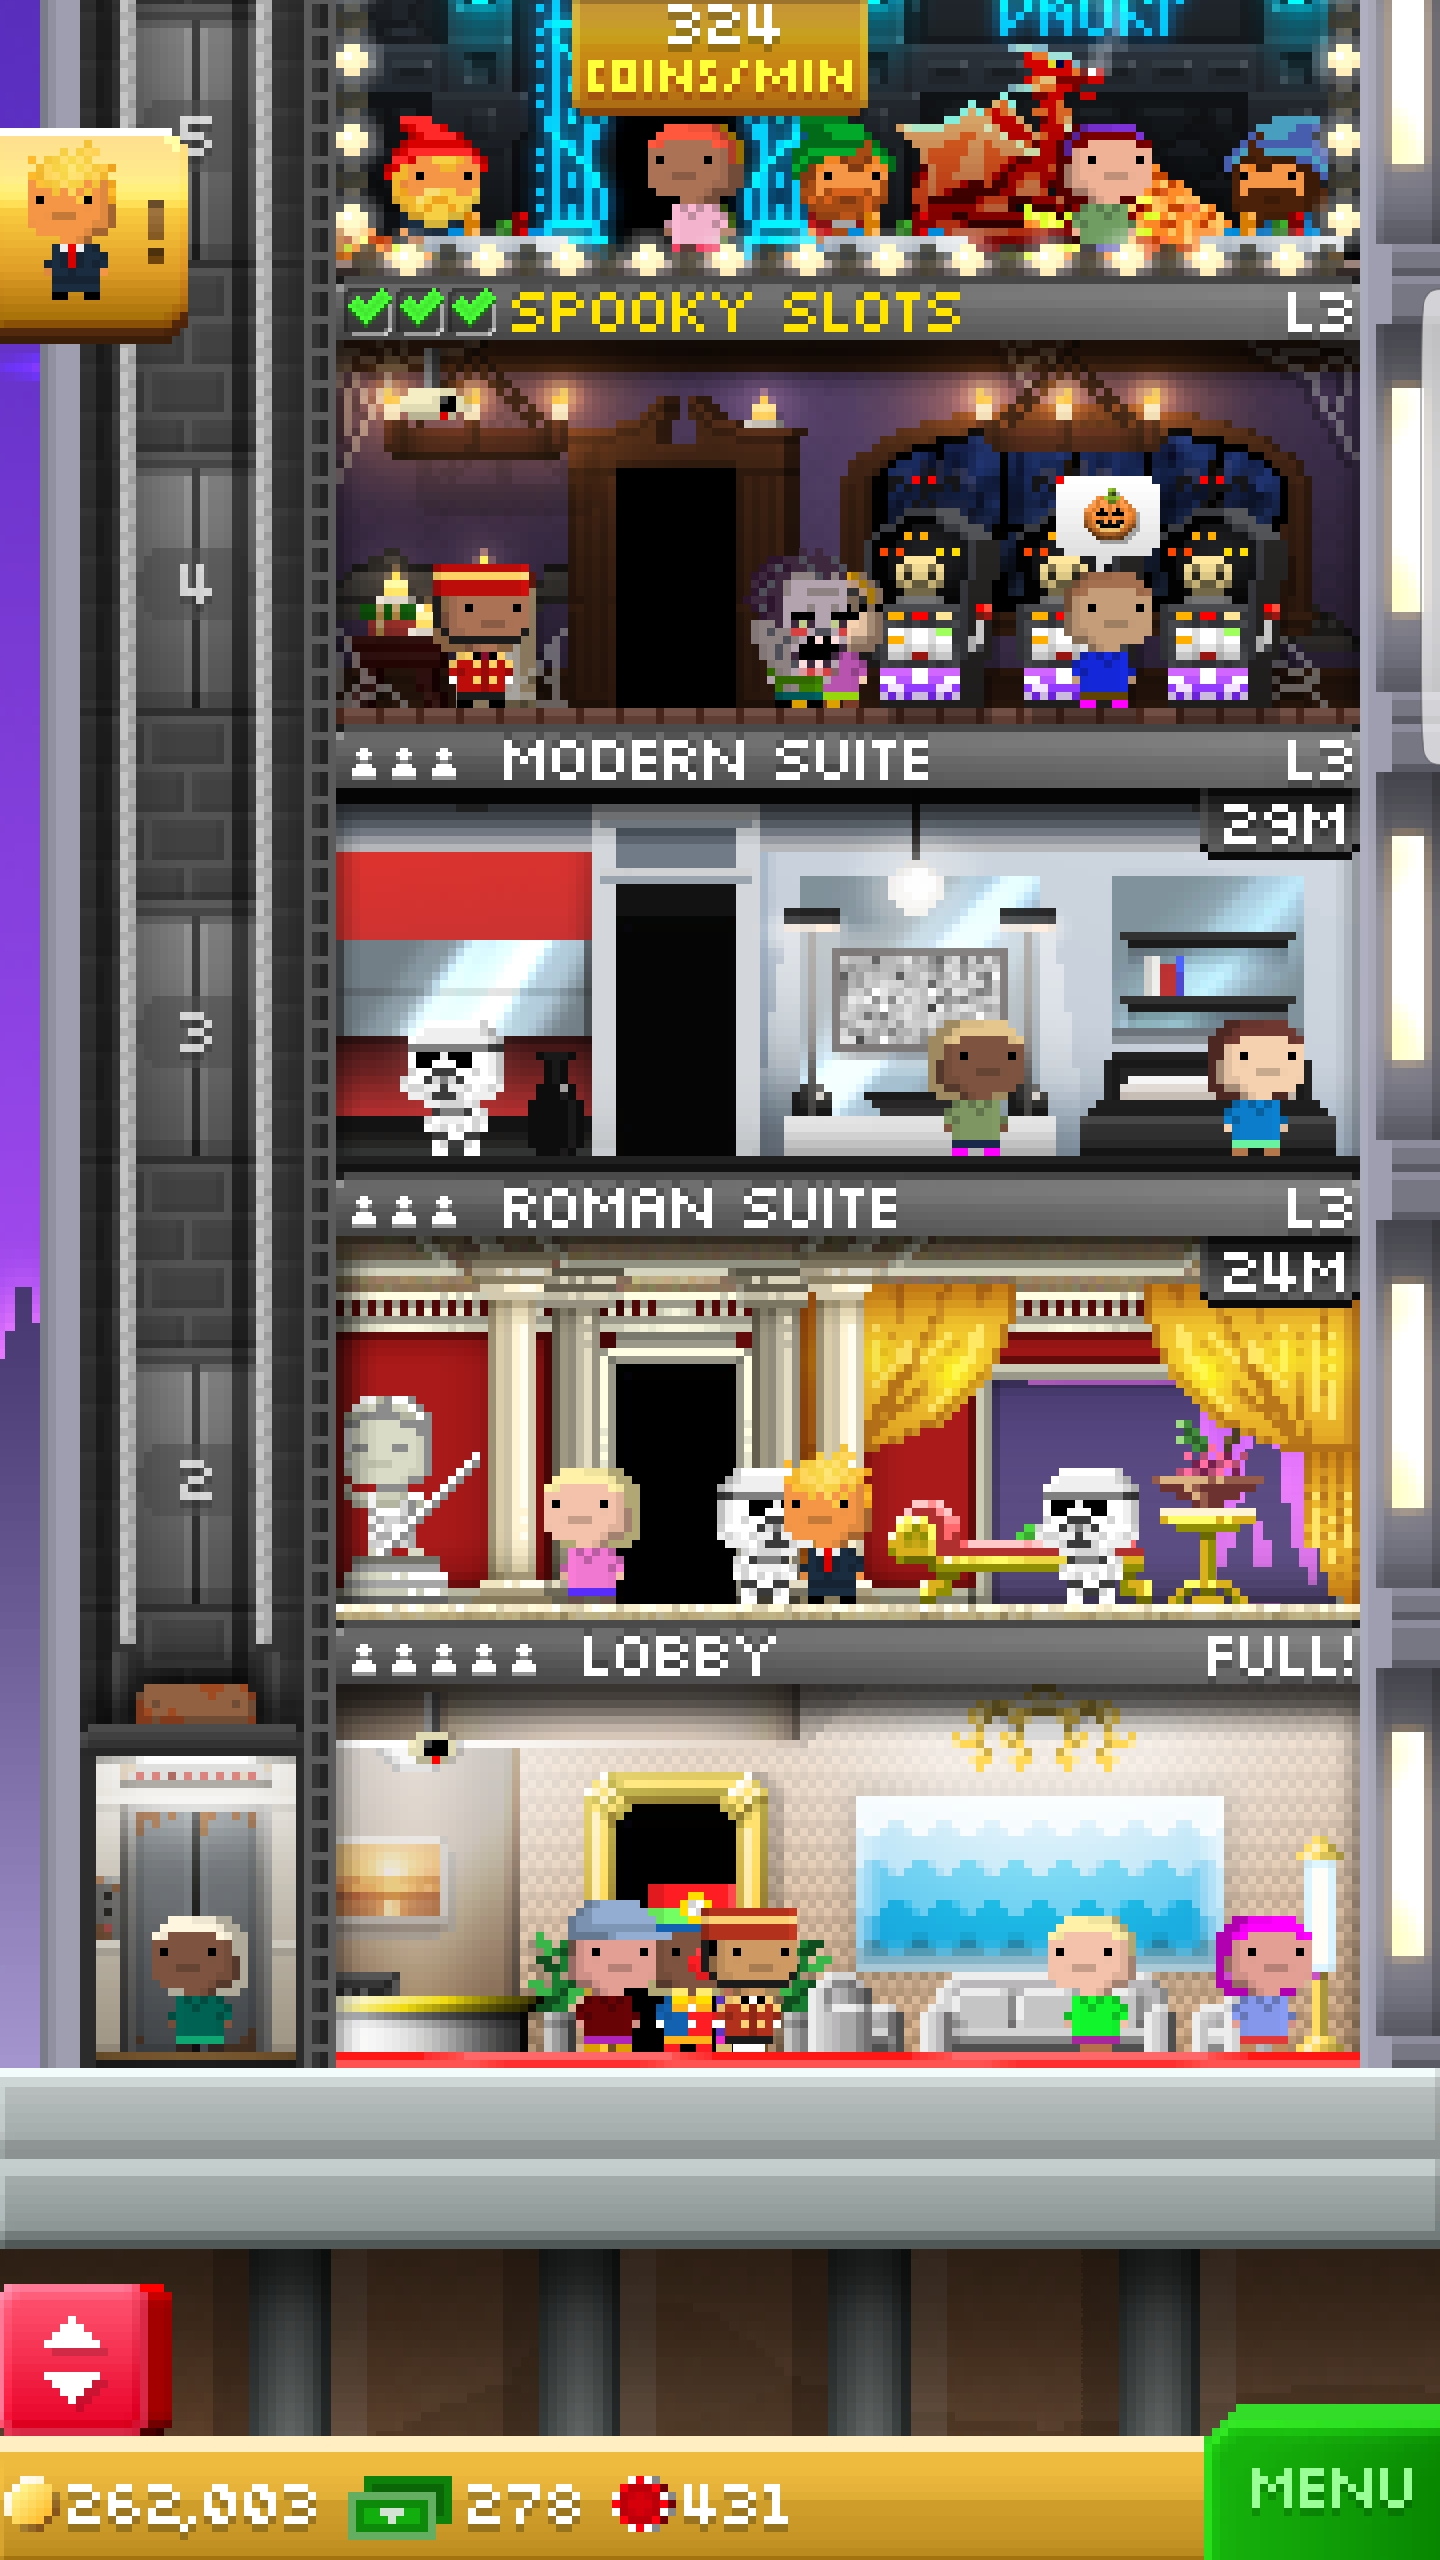 324
COINS/MIN
5
!
SPOOKY SLOTS L3
4
MODERN SUITE L3
29M
3
ROMAN SUITE L3
24M
2
LOBBY FULL!
262,003 278 431
MENU